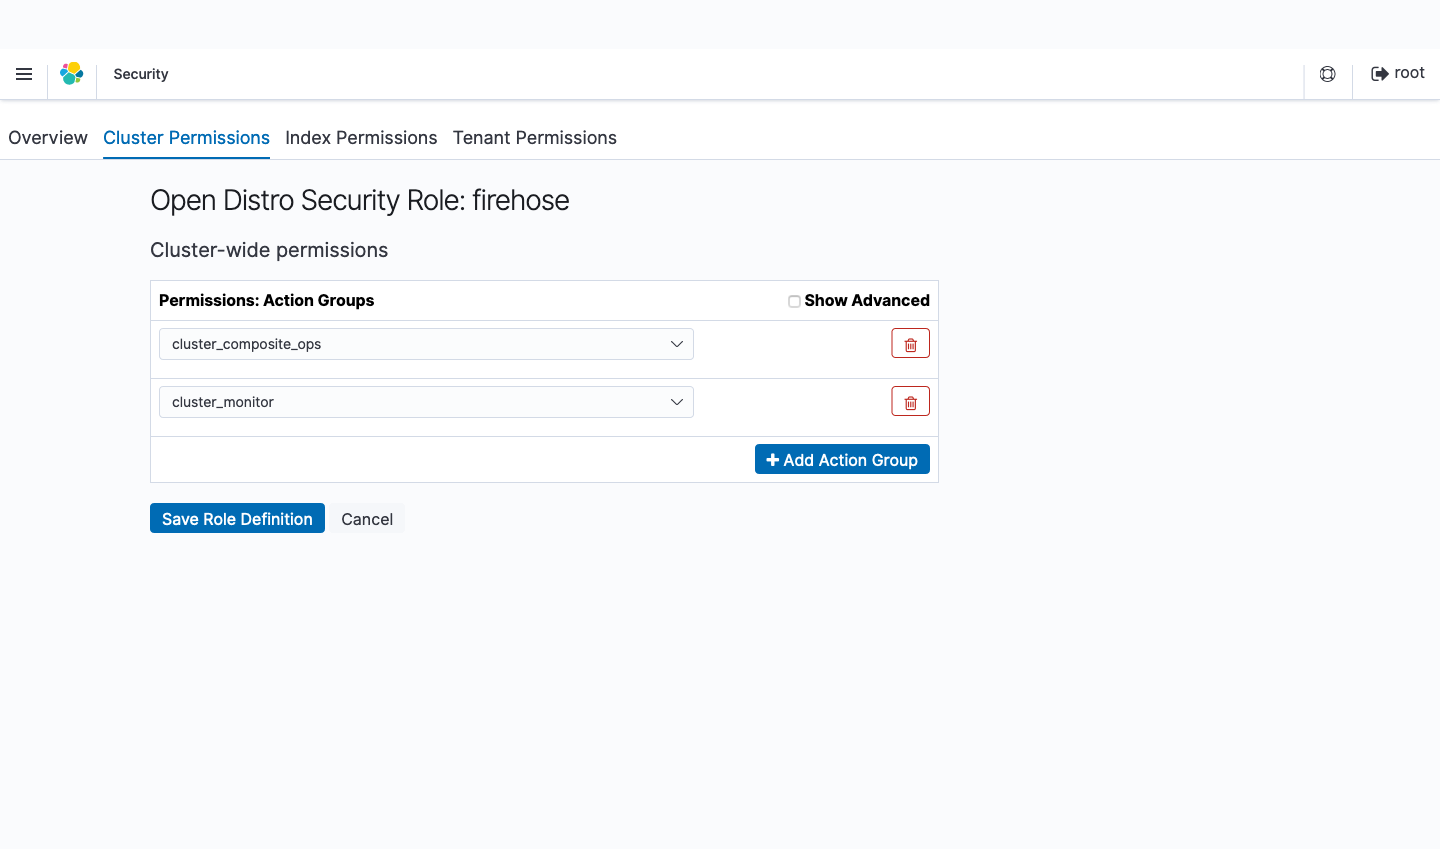 Security
root
Overview Cluster Permissions Index Permissions Tenant Permissions
Open Distro Security Role: firehose
Cluster-wide permissions
Permissions: Action Groups Show Advanced
cluster_composite_ops
cluster_monitor
Add Action Group
Save Role Definition Cancel